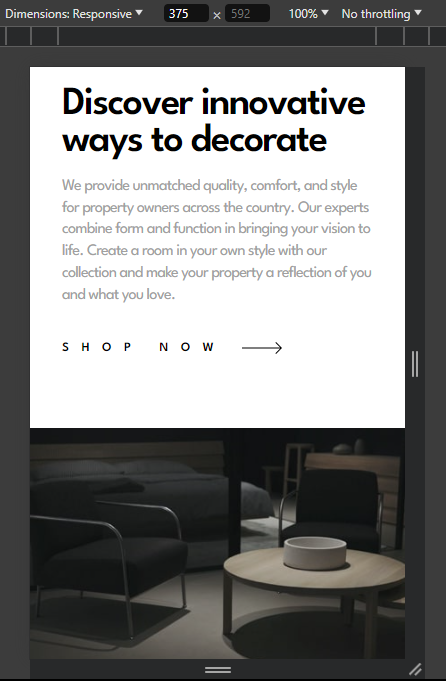 Dimensions: Responsive
375 × 592
100%
No throttling
Discover innovative
ways to decorate
We provide unmatched quality, comfort, and style
for property owners across the country. Our experts
combine form and function in bringing your vision to
life. Create a room in your own style with our
collection and make your property a reflection of you
and what you love.
SHOP NOW